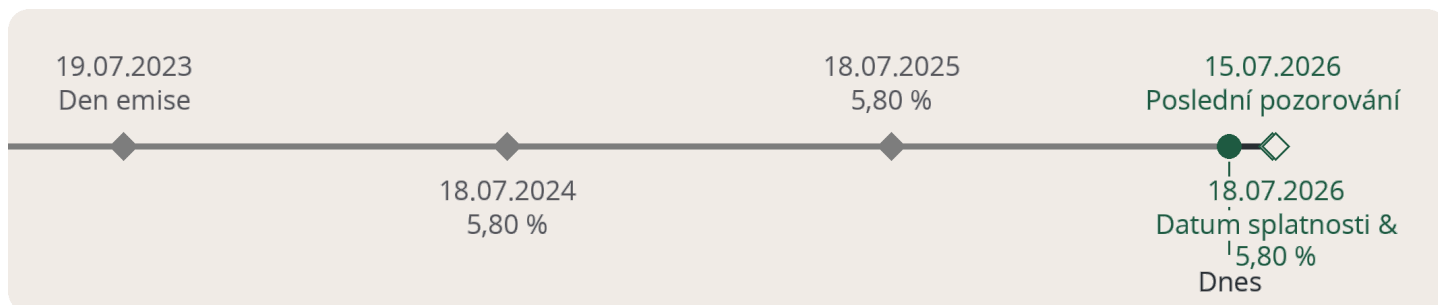 19.07.2023
Den emise
18.07.2024
5,80 %
18.07.2025
5,80 %
15.07.2026
Poslední pozorování
18.07.2026
Datum splatnosti &
5,80 %
Dnes